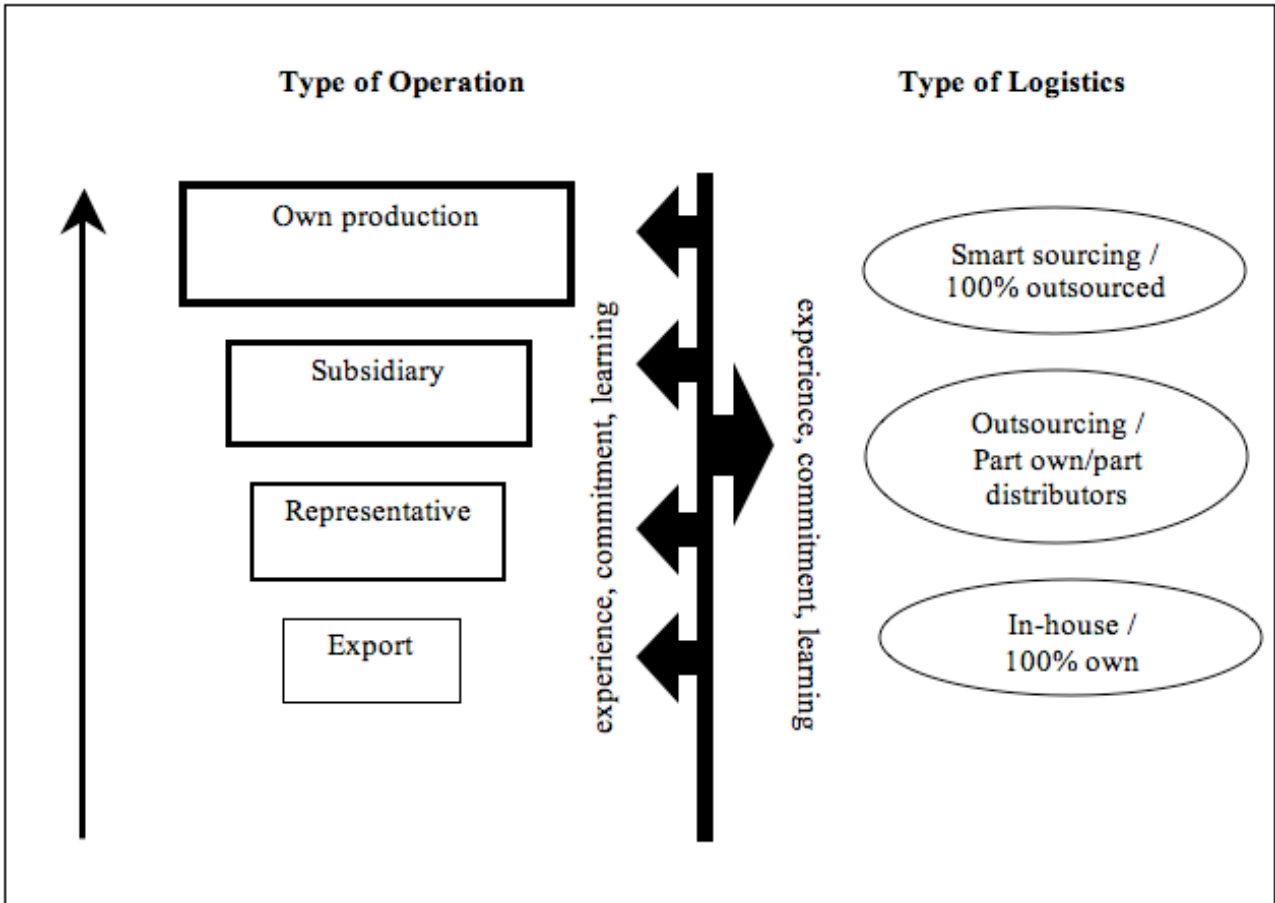 Type of Operation
Type of Logistics
Own production
Subsidiary
Representative
Export
experience, commitment, learning
experience, commitment, learning
Smart sourcing /
100% outsourced
Outsourcing /
Part own/part
distributors
In-house /
100% own